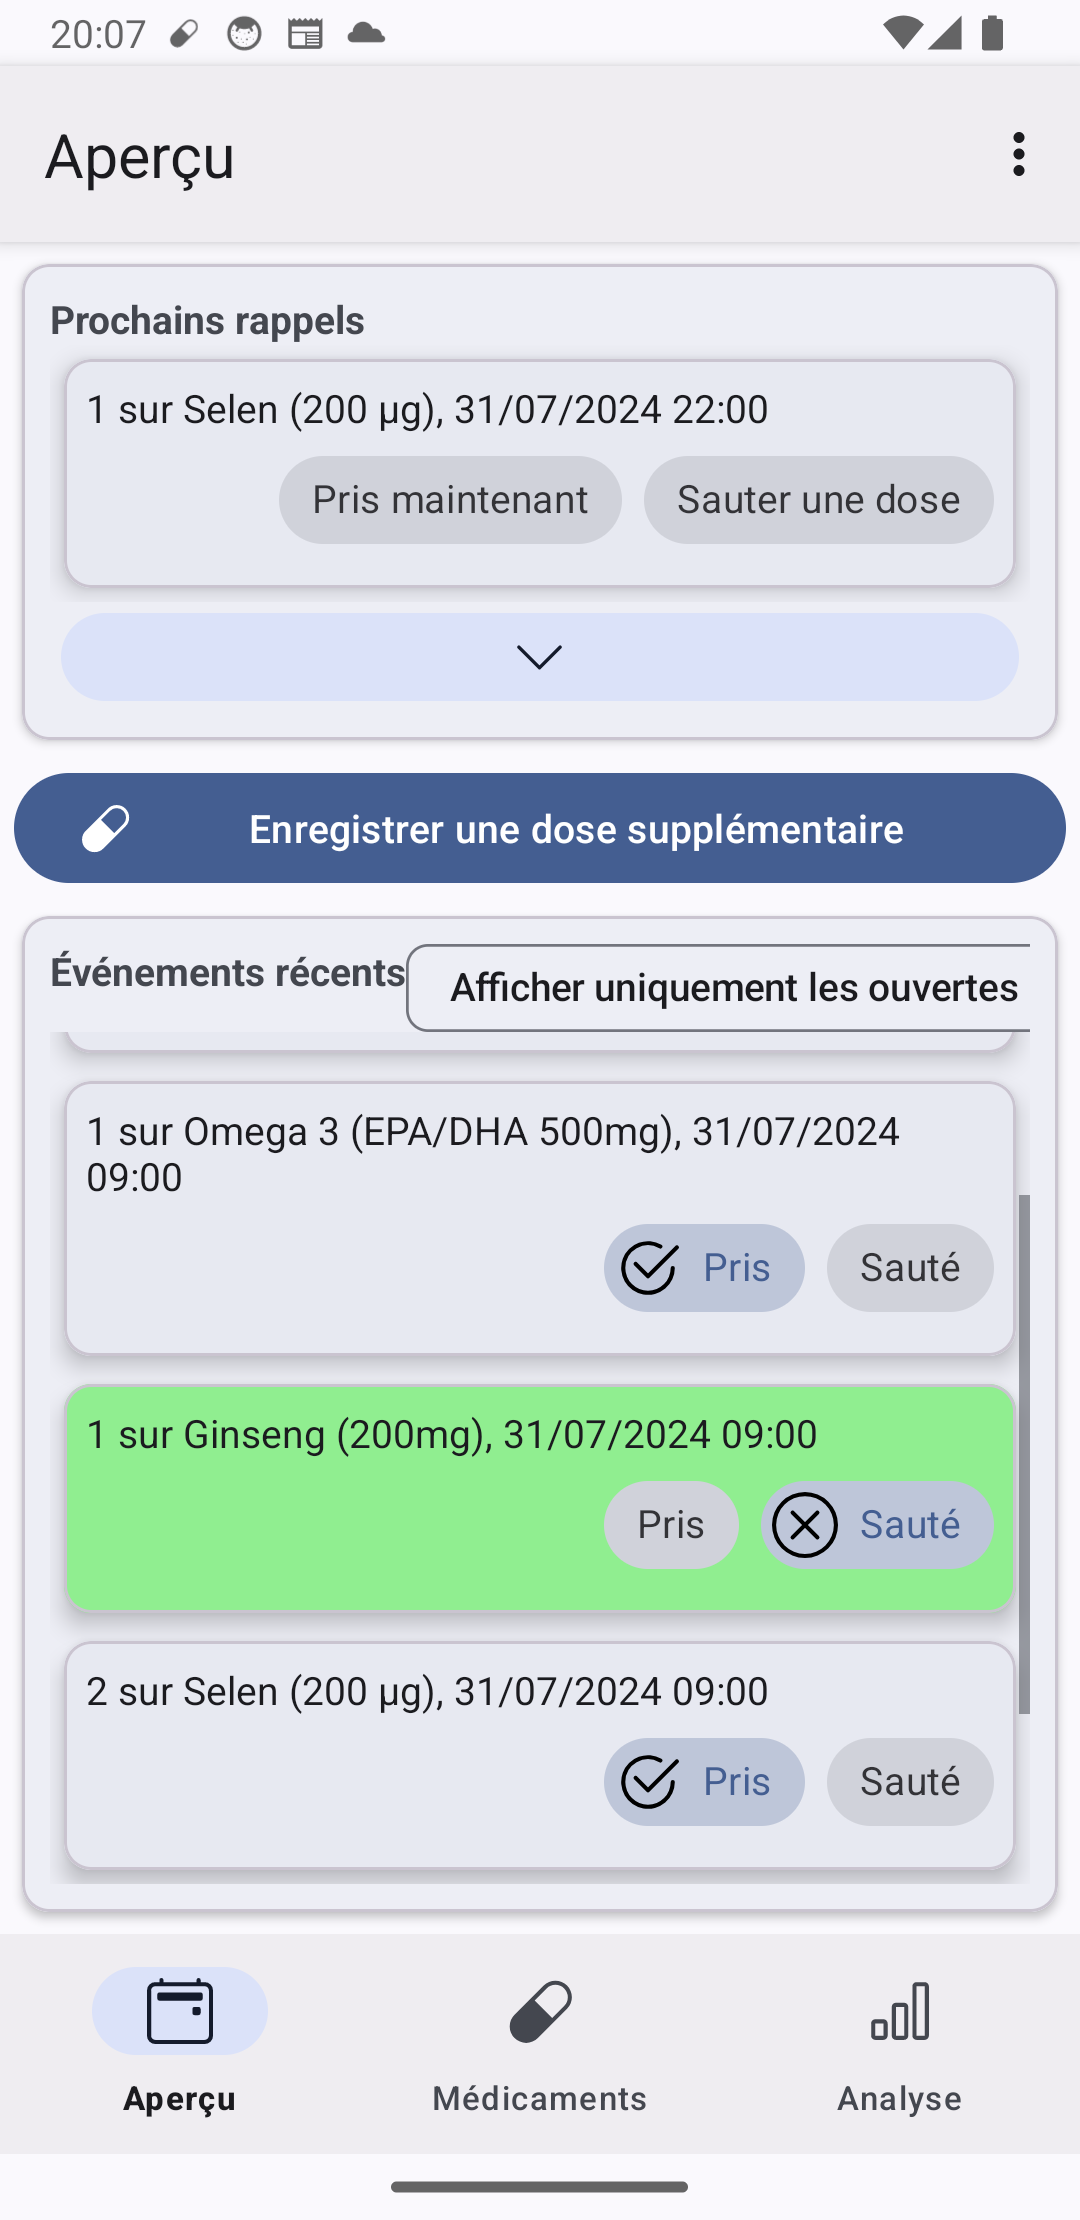 20:07
Aperçu
Prochains rappels
1 sur Selen (200 µg), 31/07/2024 22:00
Pris maintenant
Sauter une dose
Enregistrer une dose supplémentaire
Événements récents
Afficher uniquement les ouvertes
1 sur Omega 3 (EPA/DHA 500mg), 31/07/2024
09:00
Pris
Sauté
1 sur Ginseng (200mg), 31/07/2024 09:00
Pris
Sauté
2 sur Selen (200 µg), 31/07/2024 09:00
Pris
Sauté
Aperçu
Médicaments
Analyse